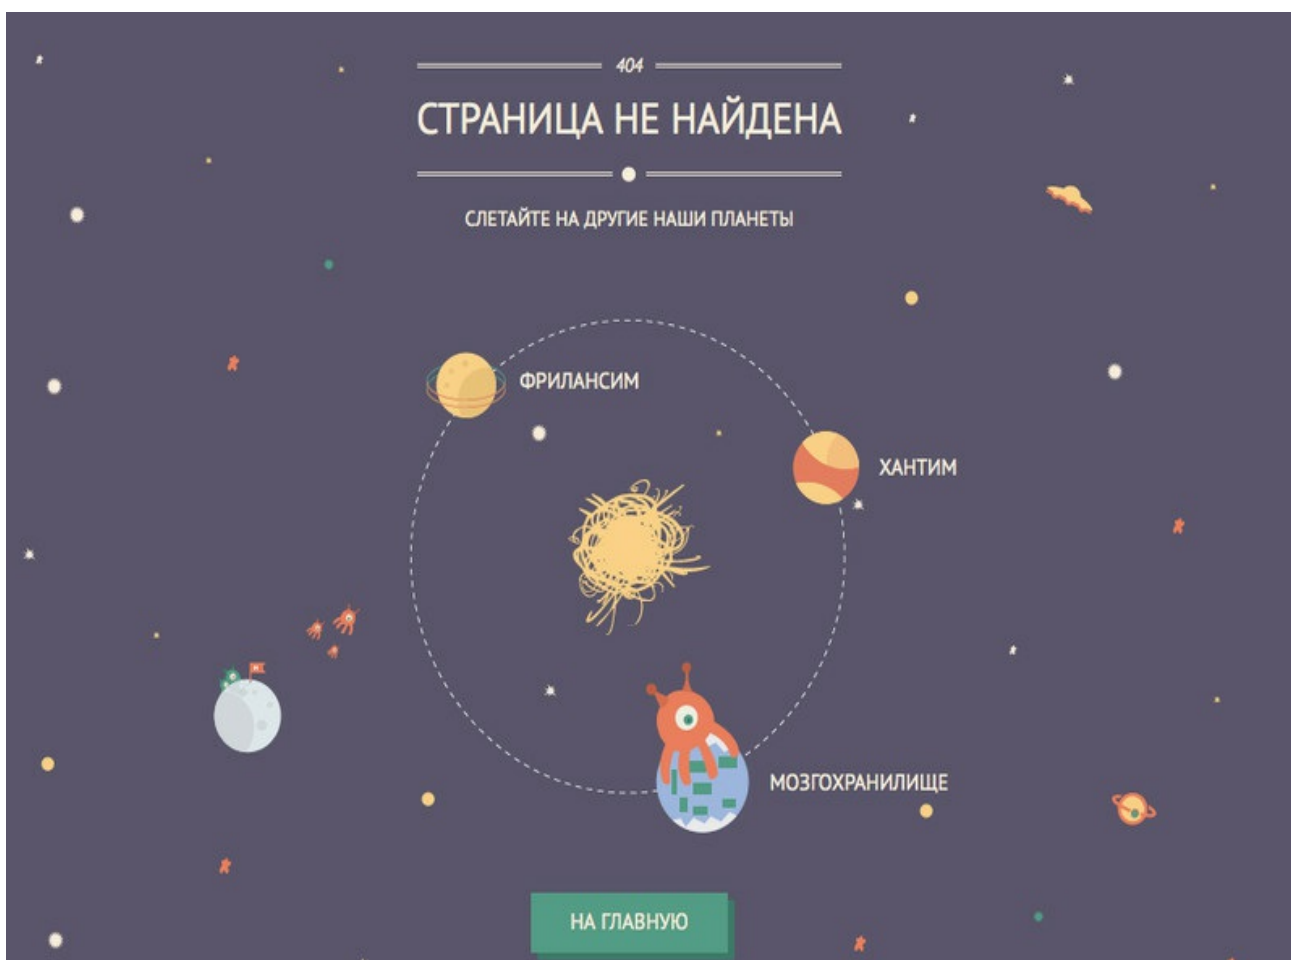 404
СТРАНИЦА НЕ НАЙДЕНА
СЛЕТАЙТЕ НА ДРУГИЕ НАШИ ПЛАНЕТЫ
ФРИЛАНСИМ
ХАНТИМ
МОЗГОХРАНИЛИЩЕ
НА ГЛАВНУЮ